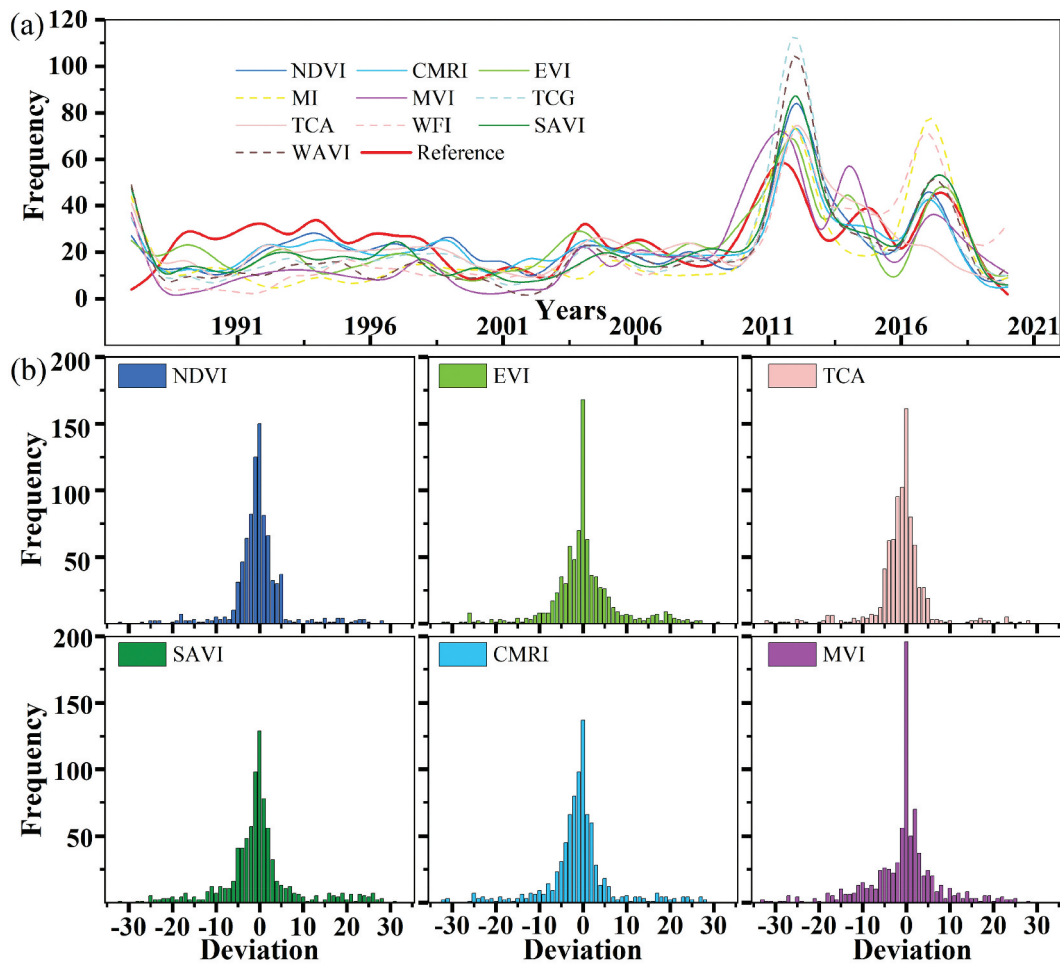 (a)
120
100
80
60
40
20
0
Frequency
NDVI CMRI EVI
MI MVI TCG
TCA WFI SAVI
WAVI Reference
Years
1991 1996 2001 2006 2011 2016 2021
(b)
200
150
100
50
Frequency
NDVI
EVI
TCA
200
150
100
50
Frequency
SAVI
CMRI
MVI
-30 -20 -10 0 10 20 30
-30 -20 -10 0 10 20 30
-30 -20 -10 0 10 20 30
Deviation
Deviation
Deviation